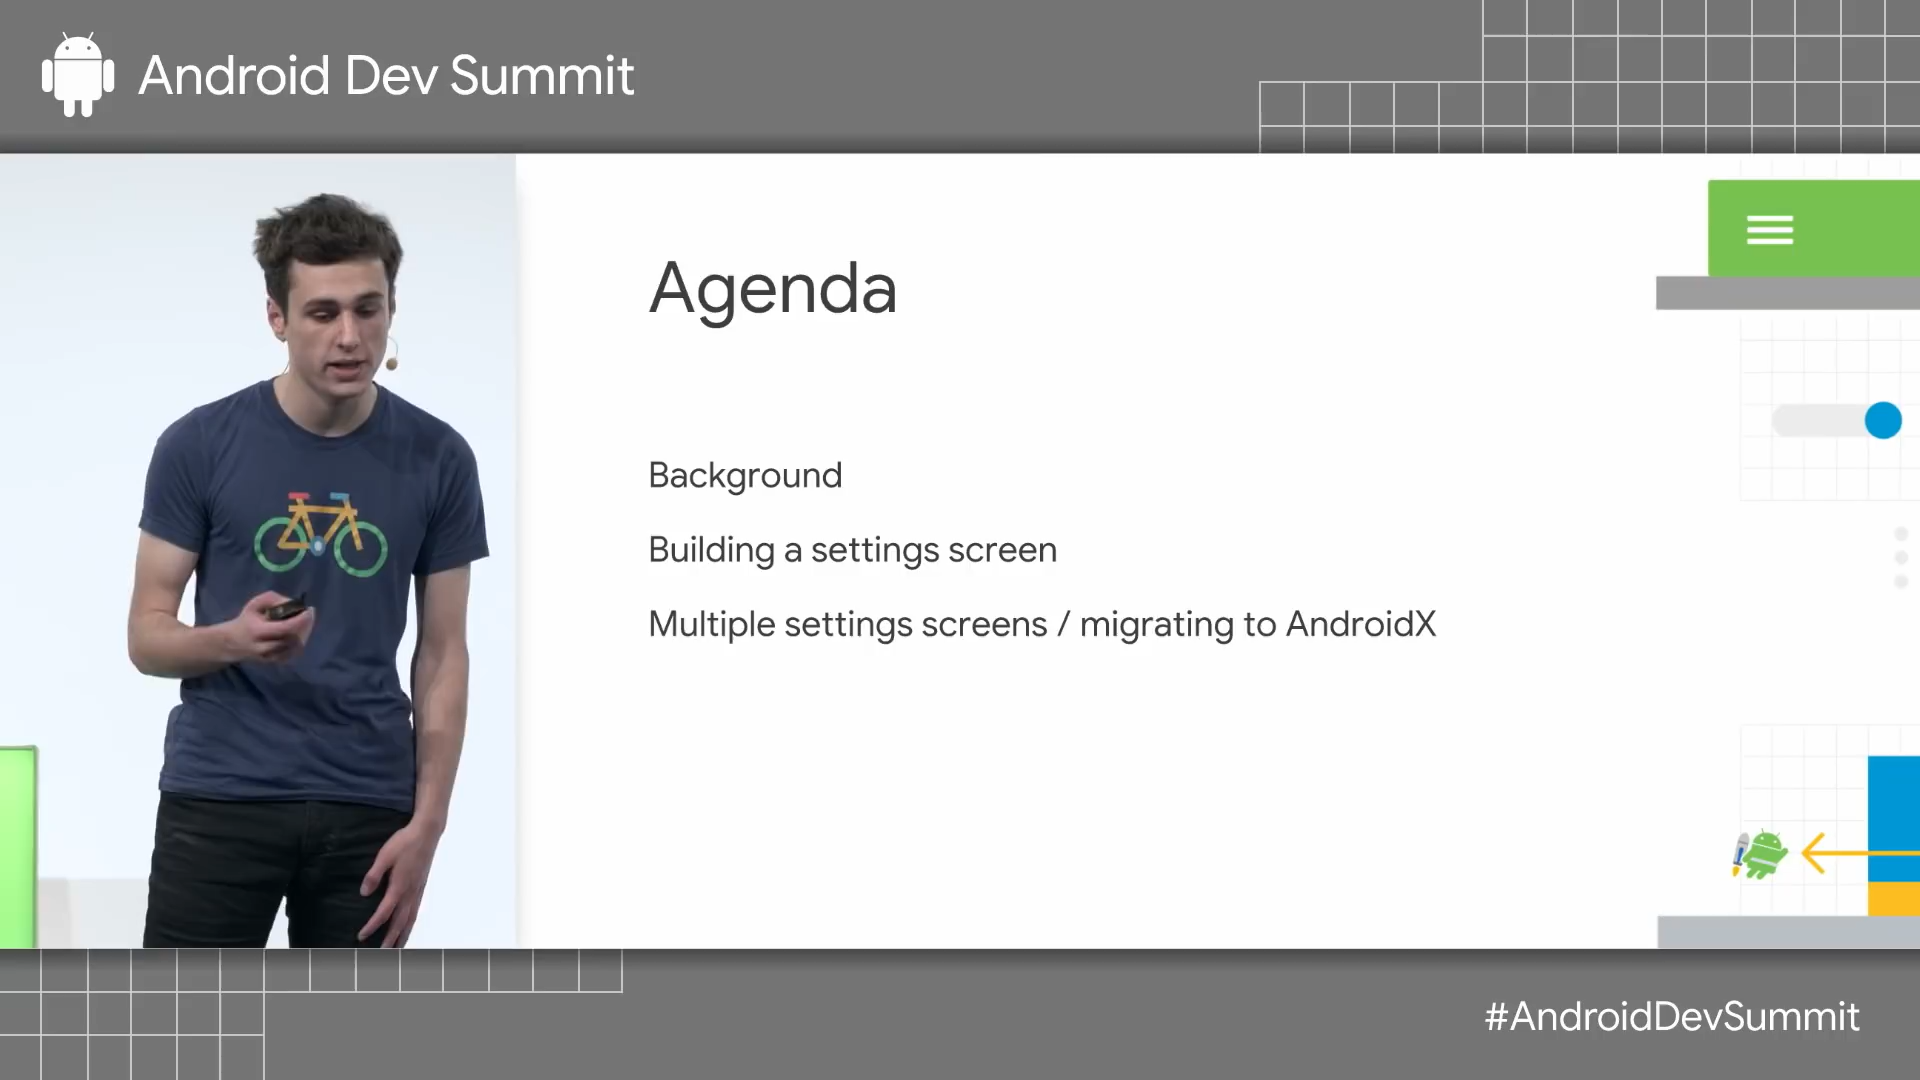 Android Dev Summit
Agenda
Background
Building a settings screen
Multiple settings screens / migrating to AndroidX
#AndroidDevSummit